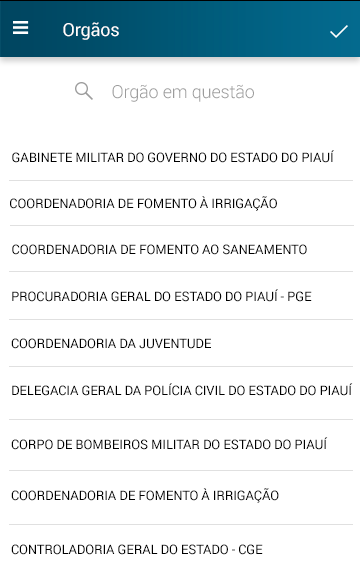 Orgãos
Orgão em questão
GABINETE MILITAR DO GOVERNO DO ESTADO DO PIAUÍ
COORDENADORIA DE FOMENTO À IRRIGAÇÃO
COORDENADORIA DE FOMENTO AO SANEAMENTO
PROCURADORIA GERAL DO ESTADO DO PIAUÍ - PGE
COORDENADORIA DA JUVENTUDE
DELEGACIA GERAL DA POLÍCIA CIVIL DO ESTADO DO PIAUÍ
CORPO DE BOMBEIROS MILITAR DO ESTADO DO PIAUÍ
COORDENADORIA DE FOMENTO À IRRIGAÇÃO
CONTROLADORIA GERAL DO ESTADO - CGE